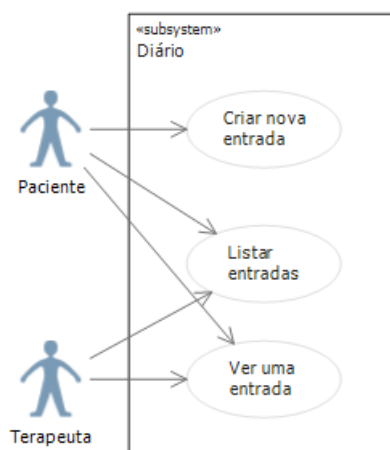 «subsystem»
Diário
Criar nova
entrada
Paciente
Listar
entradas
Ver uma
entrada
Terapeuta